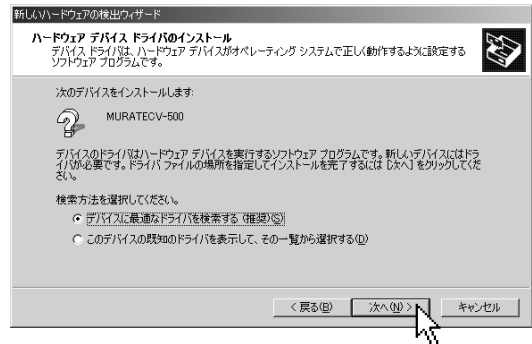 新しいハードウェアの検出ウィザード
ハードウェア デバイス ドライバのインストール
デバイス ドライバは、ハードウェア デバイスがオペレーティング システムで正しく動作するように設定する
ソフトウェア プログラムです。
次のデバイスをインストールします:
MURATECV-500
デバイスのドライバはハードウェア デバイスを実行するソフトウェア プログラムです。新しいデバイスにはドラ
イバが必要です。ドライバ ファイルの場所を指定してインストールを完了するには [次へ] をクリックしてくだ
さい。
検索方法を選択してください。
デバイスに最適なドライバを検索する (推奨)(S)
このデバイスの既知のドライバを表示して、その一覧から選択する(D)
< 戻る(B)
次へ(N) >
キャンセル